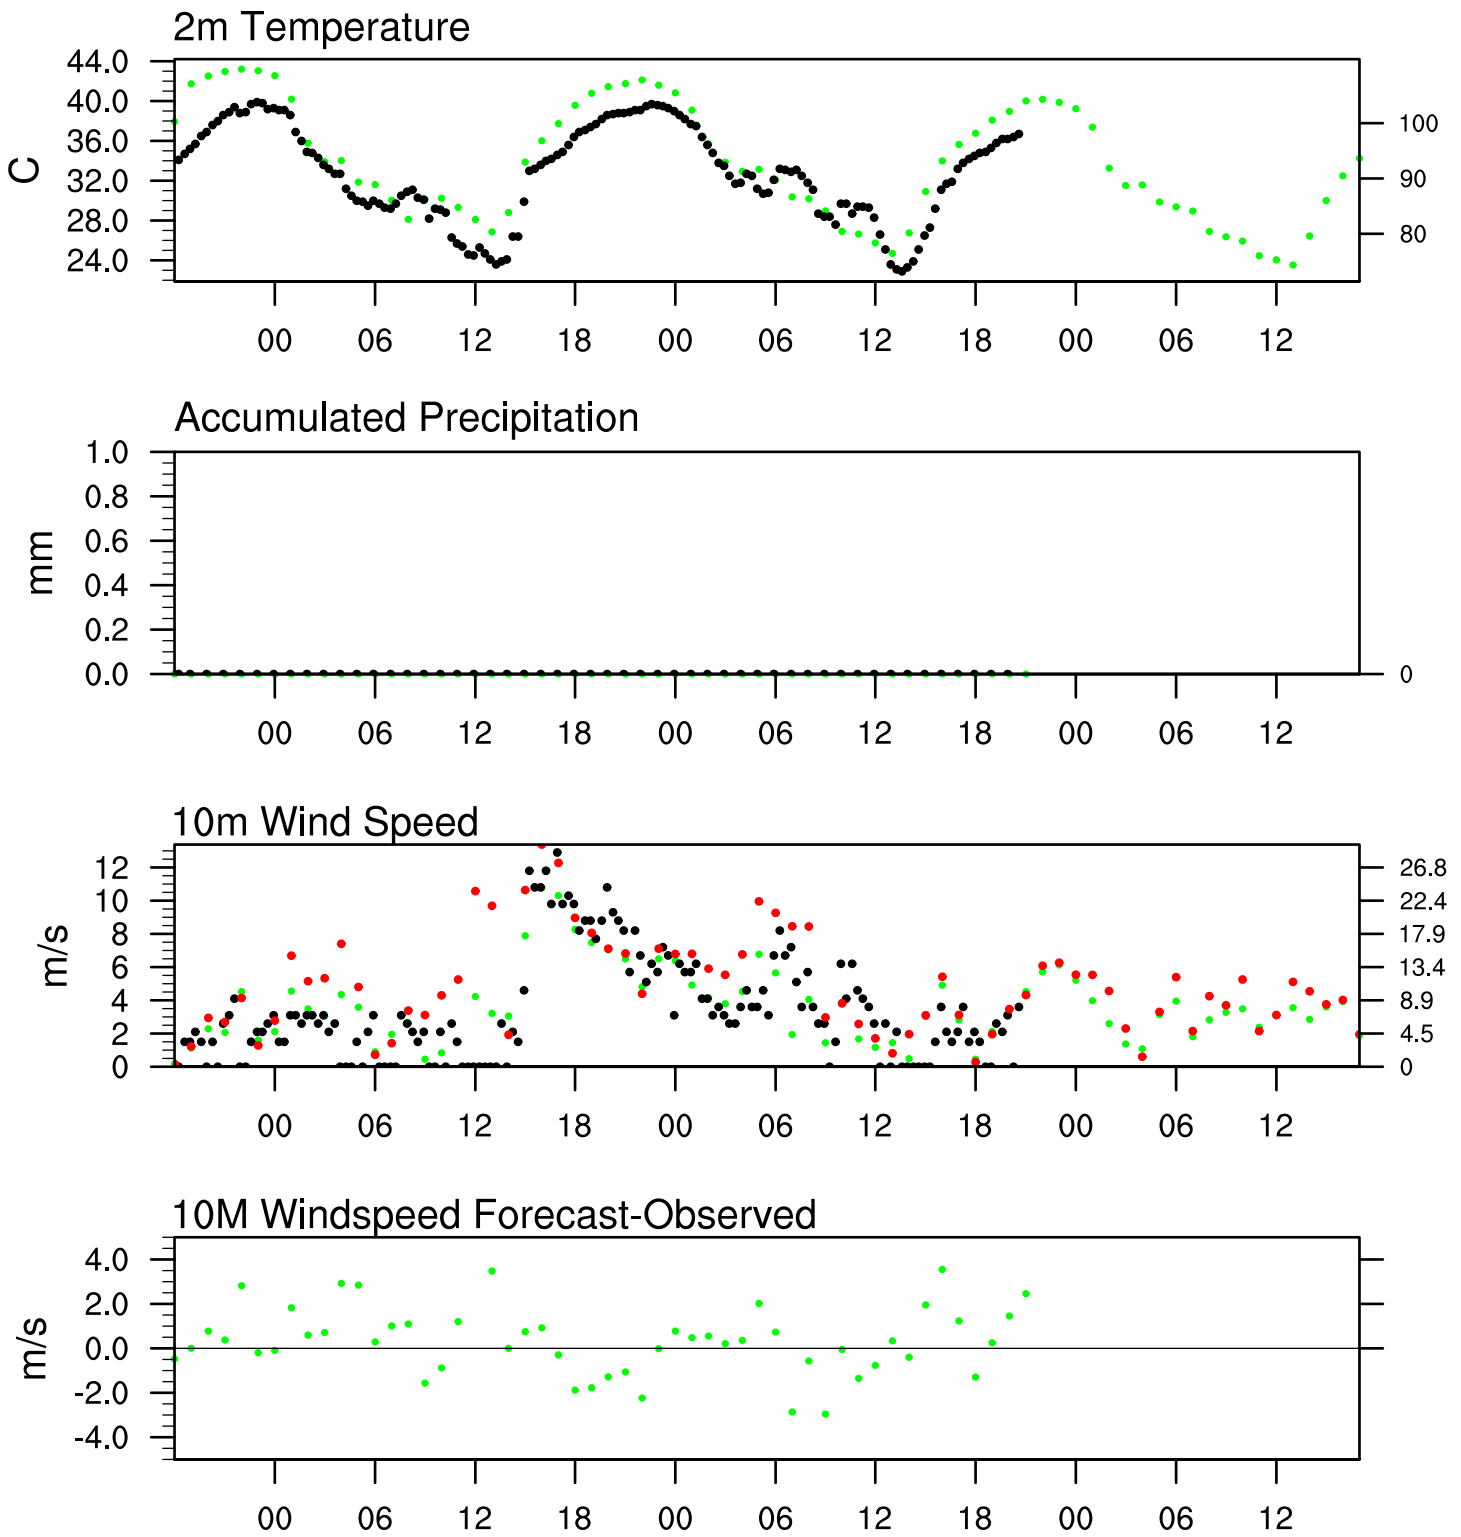 2m Temperature
44.0
40.0
36.0
32.0
28.0
24.0
C
100
90
80
00 06 12 18 00 06 12 18 00 06 12
Accumulated Precipitation
1.0
0.8
0.6
0.4
0.2
0.0
mm
0
00 06 12 18 00 06 12 18 00 06 12
10m Wind Speed
12
10
8
6
4
2
0
m/s
26.8
22.4
17.9
13.4
8.9
4.5
0
00 06 12 18 00 06 12 18 00 06 12
10M Windspeed Forecast-Observed
4.0
2.0
0.0
-2.0
-4.0
m/s
00 06 12 18 00 06 12 18 00 06 12